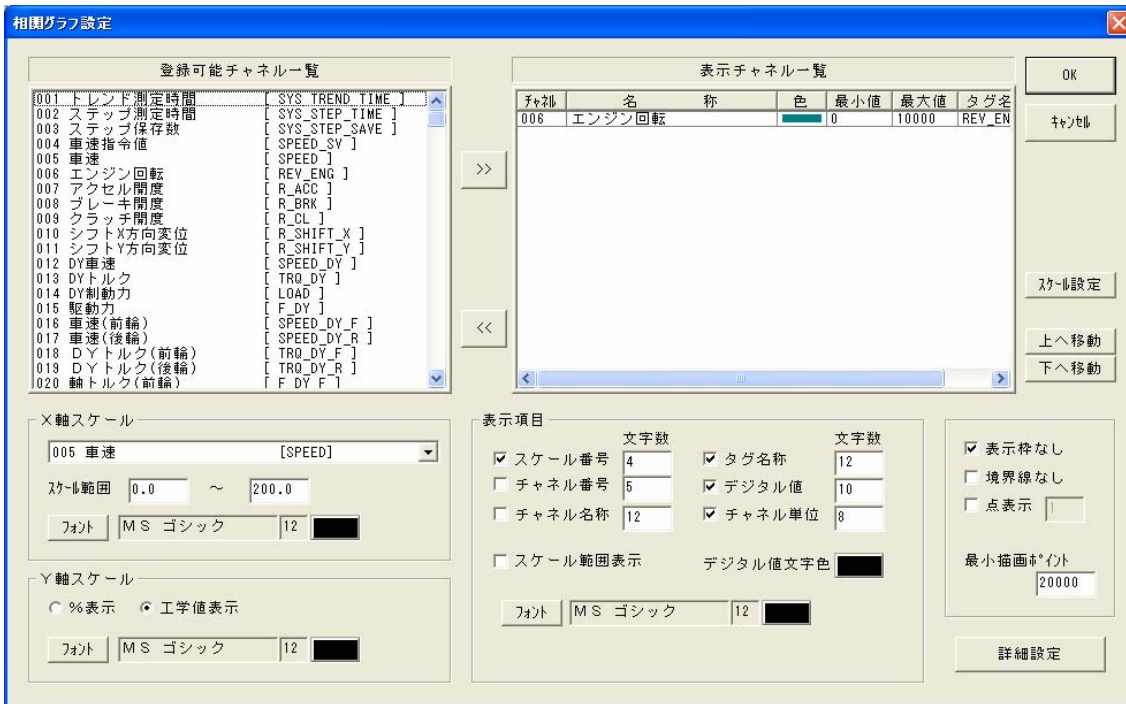 相関グラフ設定
登録可能チャネル一覧
001 トレンド測定時間 [ SYS_TREND_TIME ]
002 ステップ測定時間 [ SYS_STEP_TIME ]
003 ステップ保存数 [ SYS_STEP_SAVE ]
004 車速指令値 [ SPEED_SV ]
005 車速 [ SPEED ]
006 エンジン回転 [ REV_ENG ]
007 アクセル開度 [ R_ACC ]
008 ブレーキ開度 [ R_BRK ]
009 クラッチ開度 [ R_CL ]
010 シフトX方向変位 [ R_SHIFT_X ]
011 シフトY方向変位 [ R_SHIFT_Y ]
012 DY車速 [ SPEED_DY ]
013 DYトルク [ TRQ_DY ]
014 DY制動力 [ LOAD ]
015 駆動力 [ F_DY ]
016 車速(前輪) [ SPEED_DY_F ]
017 車速(後輪) [ SPEED_DY_R ]
018 ＤＹトルク(前輪) [ TRQ_DY_F ]
019 ＤＹトルク(後輪) [ TRQ_DY_R ]
020 軸トルク(前輪) [ F_DY_F ]
>>
<<
表示チャネル一覧
ﾁｬﾈﾙ 名 称 色 最小値 最大値 タグ名
006 エンジン回転 0 10000 REV_EN
OK
ｷｬﾝｾﾙ
ｽｹｰﾙ設定
上へ移動
下へ移動
X軸スケール
005 車速 [SPEED]
ｽｹｰﾙ範囲 0.0 ～ 200.0
ﾌｫﾝﾄ ＭＳ ゴシック 12
Y軸スケール
%表示 工学値表示
ﾌｫﾝﾄ ＭＳ ゴシック 12
表示項目
文字数 文字数
スケール番号 4 タグ名称 12
チャネル番号 5 デジタル値 10
チャネル名称 12 チャネル単位 8
スケール範囲表示 デジタル値文字色
ﾌｫﾝﾄ ＭＳ ゴシック 12
表示枠なし
境界線なし
点表示 1
最小描画ﾎﾟｲﾝﾄ
20000
詳細設定